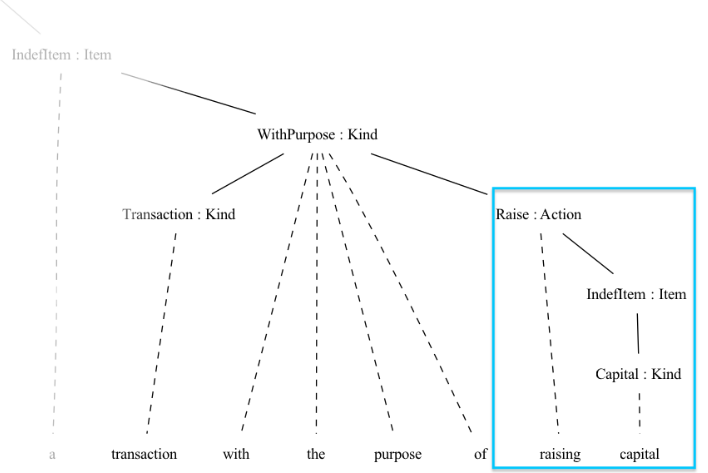 IndefItem : Item
WithPurpose : Kind
Transaction : Kind
Raise : Action
IndefItem : Item
Capital : Kind
a transaction with the purpose of raising capital